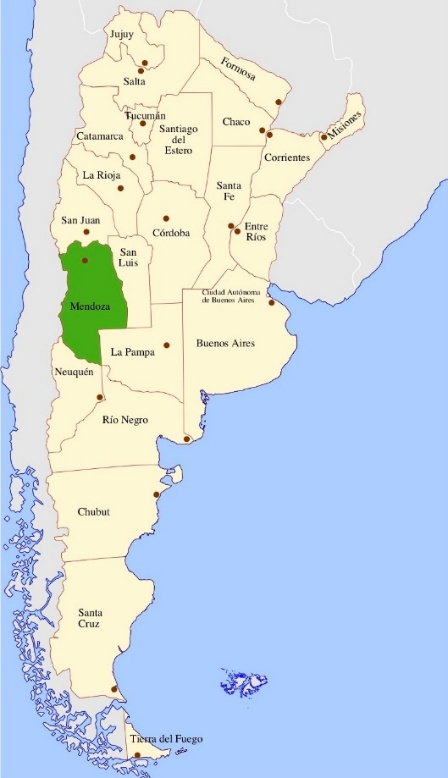 Jujuy
Salta
Formosa
Tucumán
Chaco
Misiones
Catamarca
Santiago
del
Estero
Corrientes
La Rioja
Santa
Fe
San Juan
Córdoba
Entre
Ríos
San
Luis
Mendoza
Ciudad Autónoma
de Buenos Aires
La Pampa
Buenos Aires
Neuquén
Río Negro
Chubut
Santa
Cruz
Tierra del Fuego